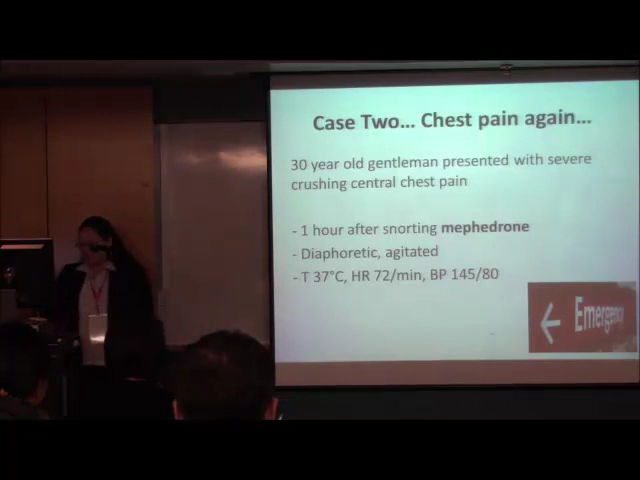 Case Two... Chest pain again...
30 year old gentleman presented with severe
crushing central chest pain
- 1 hour after snorting mephedrone
- Diaphoretic, agitated
- T 37°C, HR 72/min, BP 145/80
Emergency